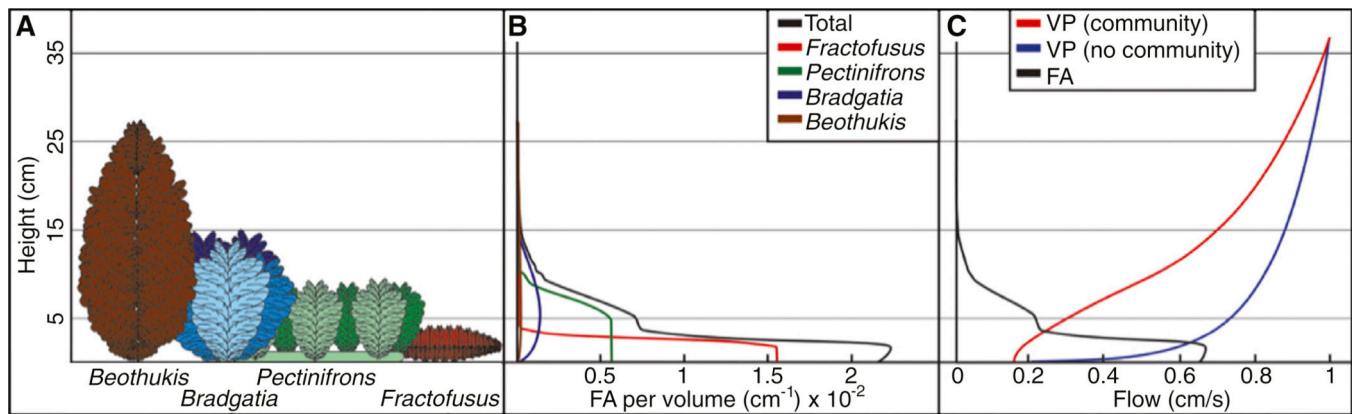 A
35
25
15
5
Height (cm)
Beothukis
Bradgatia
Pectinifrons
Fractofusus
B
Total
Fractofusus
Pectinifrons
Bradgatia
Beothukis
0.5
1
1.5
2
FA per volume (cm⁻¹) x 10⁻²
C
VP (community)
VP (no community)
FA
0
0.2
0.4
0.6
0.8
1
Flow (cm/s)